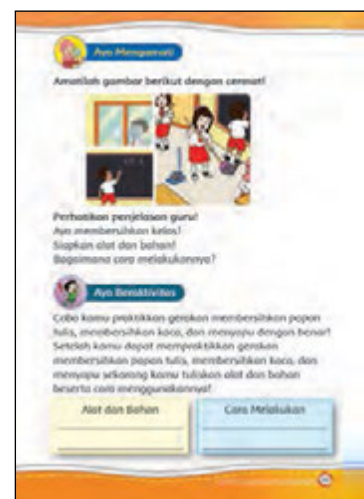 Ayo Mengamati
Amatilah gambar berikut dengan cermat!
Perhatikan penjelasan guru!
Ayo membersihkan kelas!
Siapkan alat dan bahan!
Bagaimana cara melakukannya?
Ayo Beraktivitas
Coba kamu praktikkan gerakan membersihkan papan
tulis, membersihkan kaca, dan menyapu dengan benar!
Setelah kamu dapat mempraktikkan gerakan
membersihkan papan tulis, membersihkan kaca, dan
menyapu sekarang kamu tuliskan alat dan bahan
beserta cara menggunakannya!
Alat dan Bahan
Cara Melakukan